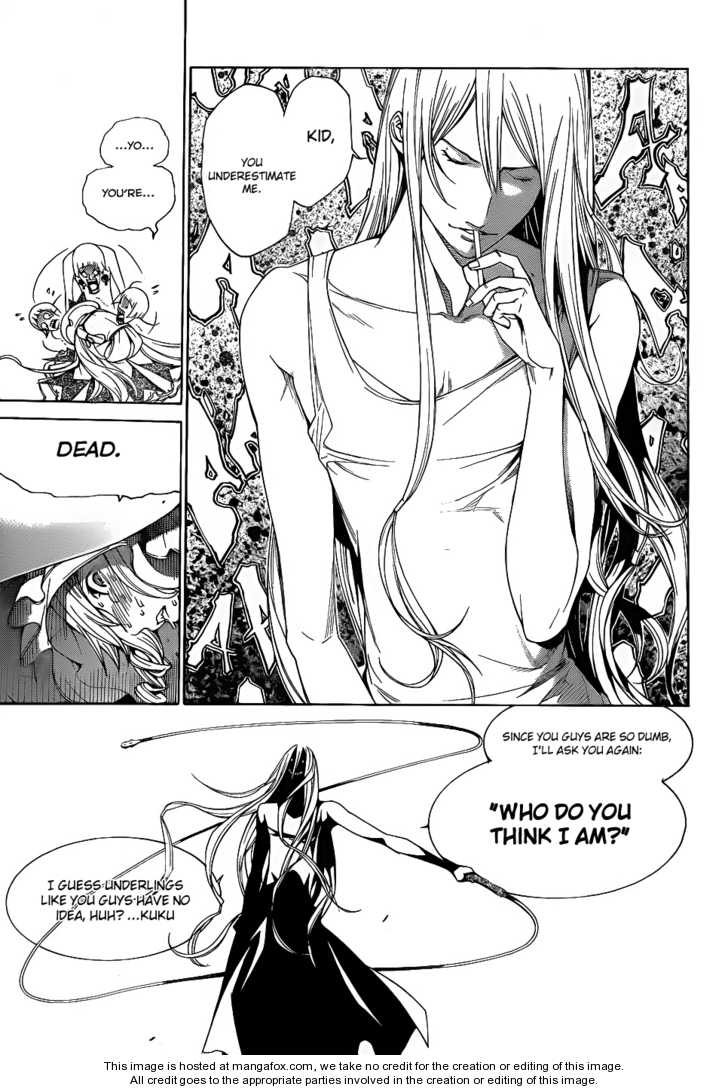 KID,
YOU
UNDERESTIMATE
ME.
...YO...
YOU'RE...
DEAD.
SINCE YOU GUYS ARE SO DUMB,
I'LL ASK YOU AGAIN:
"WHO DO YOU
THINK I AM?"
I GUESS UNDERLINGS
LIKE YOU GUYS HAVE NO
IDEA, HUH? ...KUKU
This image is hosted at mangafox.com, we take no credit for the creation or editing of this image.
All credit goes to the appropriate parties involved in the creation or editing of this image.